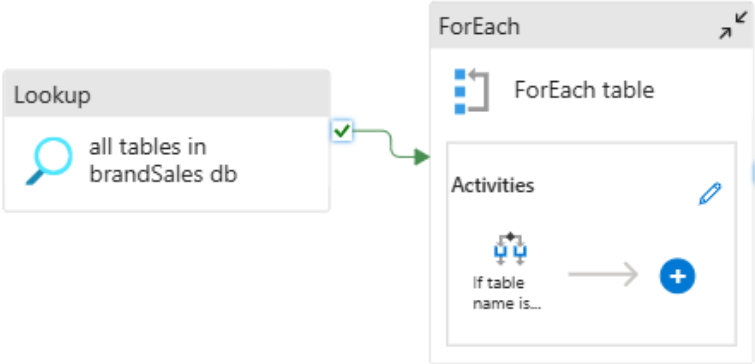 Lookup
all tables in
brandSales db
ForEach
ForEach table
Activities
If table
name is...